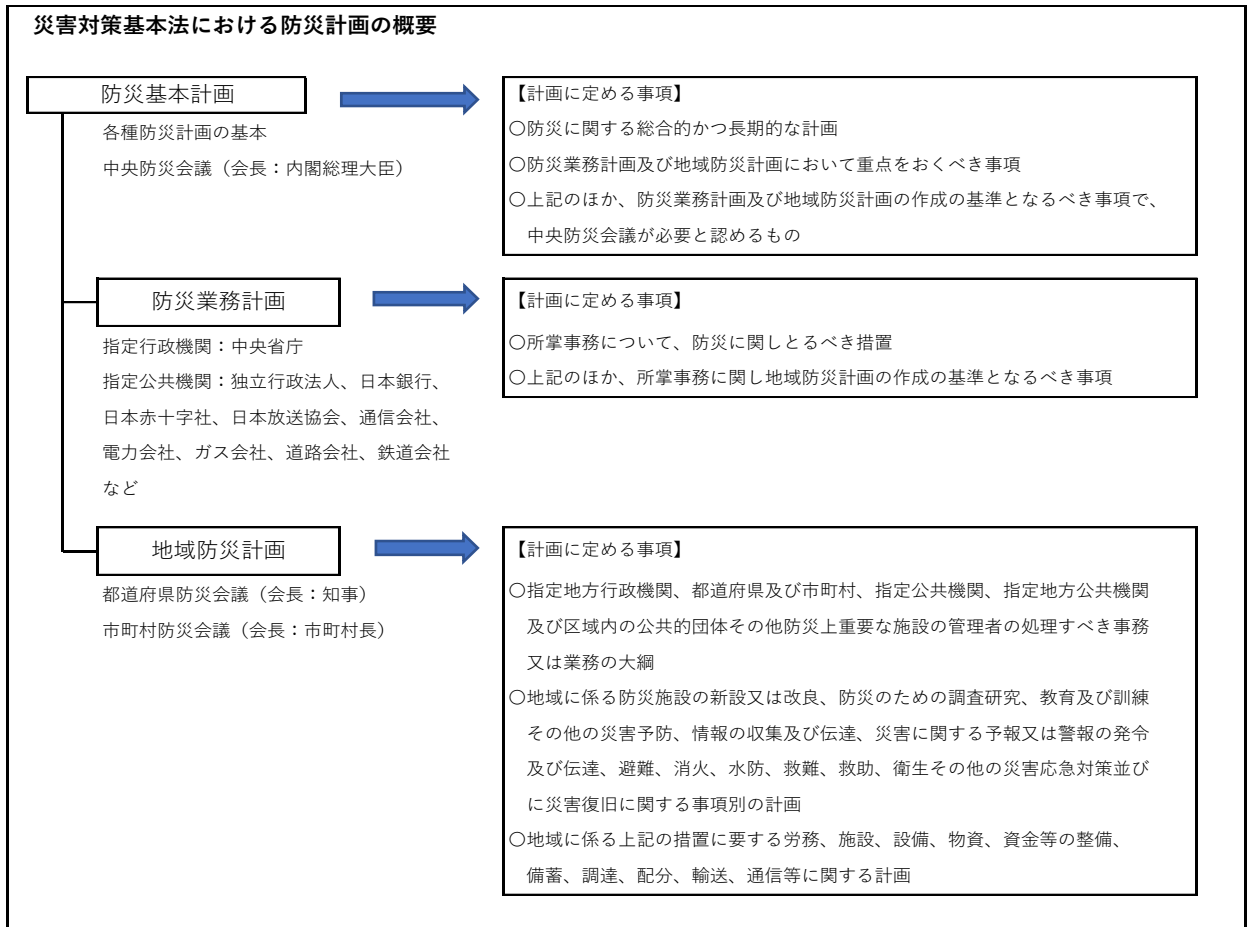 災害対策基本法における防災計画の概要
防災基本計画
各種防災計画の基本
中央防災会議（会長：内閣総理大臣）
【計画に定める事項】
〇防災に関する総合的かつ長期的な計画
〇防災業務計画及び地域防災計画において重点をおくべき事項
〇上記のほか、防災業務計画及び地域防災計画の作成の基準となるべき事項で、
中央防災会議が必要と認めるもの
防災業務計画
指定行政機関：中央省庁
指定公共機関：独立行政法人、日本銀行、
日本赤十字社、日本放送協会、通信会社、
電力会社、ガス会社、道路会社、鉄道会社
など
【計画に定める事項】
〇所掌事務について、防災に関しとるべき措置
〇上記のほか、所掌事務に関し地域防災計画の作成の基準となるべき事項
地域防災計画
都道府県防災会議（会長：知事）
市町村防災会議（会長：市町村長）
【計画に定める事項】
〇指定地方行政機関、都道府県及び市町村、指定公共機関、指定地方公共機関
及び区域内の公共的団体その他防災上重要な施設の管理者の処理すべき事務
又は業務の大綱
〇地域に係る防災施設の新設又は改良、防災のための調査研究、教育及び訓練
その他の災害予防、情報の収集及び伝達、災害に関する予報又は警報の発令
及び伝達、避難、消火、水防、救難、救助、衛生その他の災害応急対策並び
に災害復旧に関する事項別の計画
〇地域に係る上記の措置に要する労務、施設、設備、物資、資金等の整備、
備蓄、調達、配分、輸送、通信等に関する計画